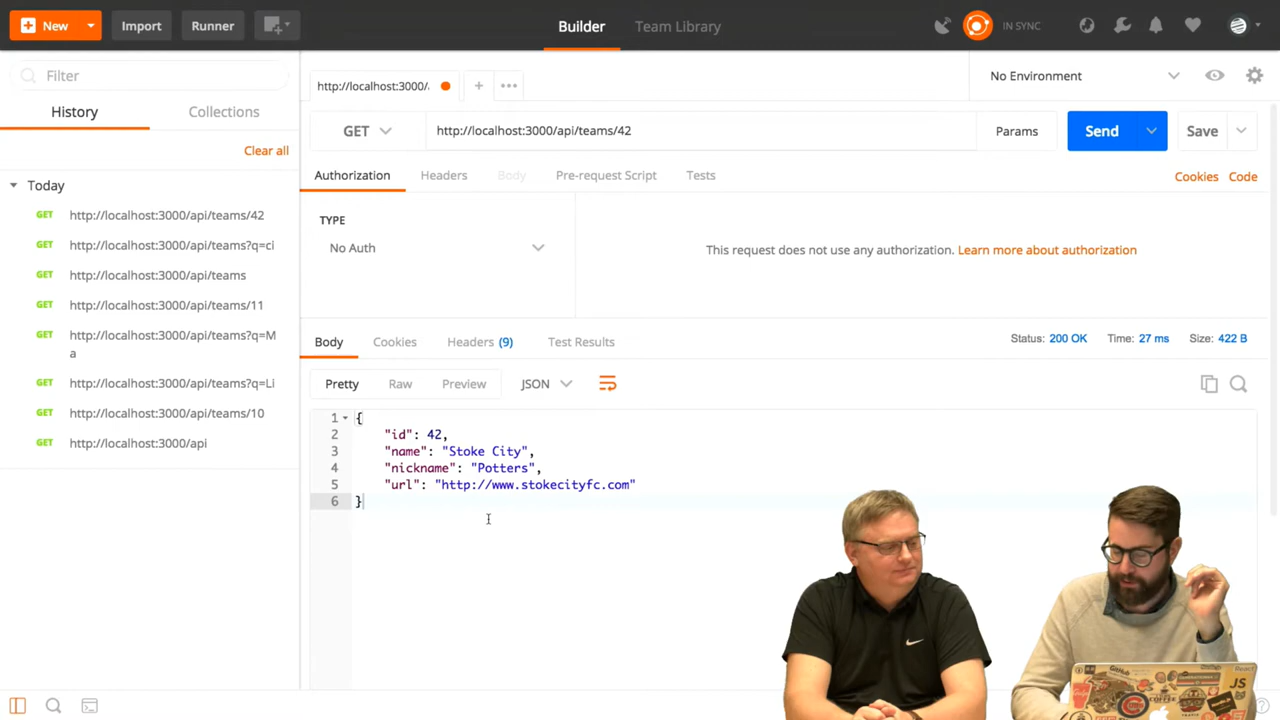 New
Import
Runner
Builder
Team Library
IN SYNC
Filter
History
Collections
Clear all
Today
GET http://localhost:3000/api/teams/42
GET http://localhost:3000/api/teams?q=ci
GET http://localhost:3000/api/teams
GET http://localhost:3000/api/teams/11
GET http://localhost:3000/api/teams?q=M
a
GET http://localhost:3000/api/teams?q=Li
GET http://localhost:3000/api/teams/10
GET http://localhost:3000/api
http://localhost:3000/
No Environment
GET
http://localhost:3000/api/teams/42
Params
Send
Save
Authorization
Headers
Body
Pre-request Script
Tests
Cookies
Code
TYPE
No Auth
This request does not use any authorization. Learn more about authorization
Body
Cookies
Headers (9)
Test Results
Status: 200 OK
Time: 27 ms
Size: 422 B
Pretty
Raw
Preview
JSON
1 {
2 "id": 42,
3 "name": "Stoke City",
4 "nickname": "Potters",
5 "url": "http://www.stokecityfc.com"
6 }
GitHub
React
JS
COFFEE
TRAVIS